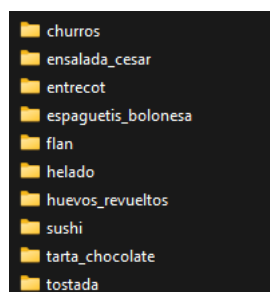 churros
ensalada_cesar
entrecot
espaguetis_bolonesa
flan
helado
huevos_revueltos
sushi
tarta_chocolate
tostada